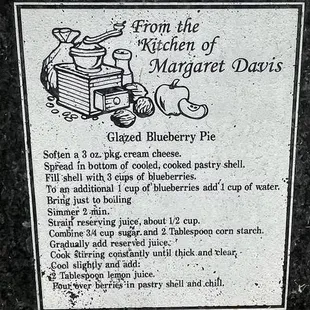 From the
Kitchen of
Margaret Davis
Glazed Blueberry Pie
Soften a 3 oz. pkg. cream cheese.
Spread in bottom of cooled, cooked pastry shell.
Fill shell with 3 cups of blueberries.
To an additional 1 cup of blueberries add 1 cup of water.
Bring just to boiling
Simmer 2 min.
Strain reserving juice, about 1/2 cup.
Combine 3/4 cup sugar and 2 Tablespoon corn starch.
Gradually add reserved juice.
Cook stirring constantly until thick and clear.
Cool slightly and add:
2 Tablespoon lemon juice.
Pour over berries in pastry shell and chill.